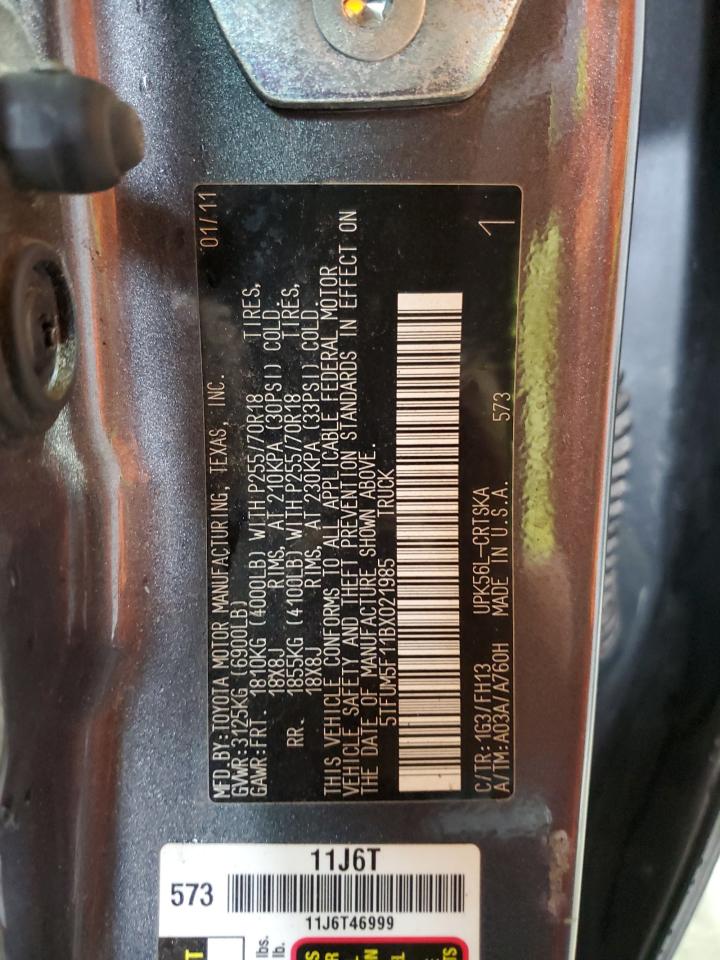 MFD.BY:TOYOTA MOTOR MANUFACTURING, TEXAS, INC. 01/11
GVWR:3125KG (6900LB)
GAWR:FRT. 1810KG (4000LB) WITH P255/70R18 TIRES,
18X8J RIMS, AT 210KPA (30PSI) COLD.
RR. 1855KG (4100LB) WITH P255/70R18 TIRES,
18X8J RIMS, AT 230KPA (33PSI) COLD.
THIS VEHICLE CONFORMS TO ALL APPLICABLE FEDERAL MOTOR
VEHICLE SAFETY AND THEFT PREVENTION STANDARDS IN EFFECT ON
THE DATE OF MANUFACTURE SHOWN ABOVE.
5TFUM5F11BX021985 TRUCK
C/TR:1G3/FH13 UPK56L-CRTSKA
A/TM:A03A/A760H MADE IN U.S.A. 573 1
11J6T
573
11J6T46999
lbs.
lb.